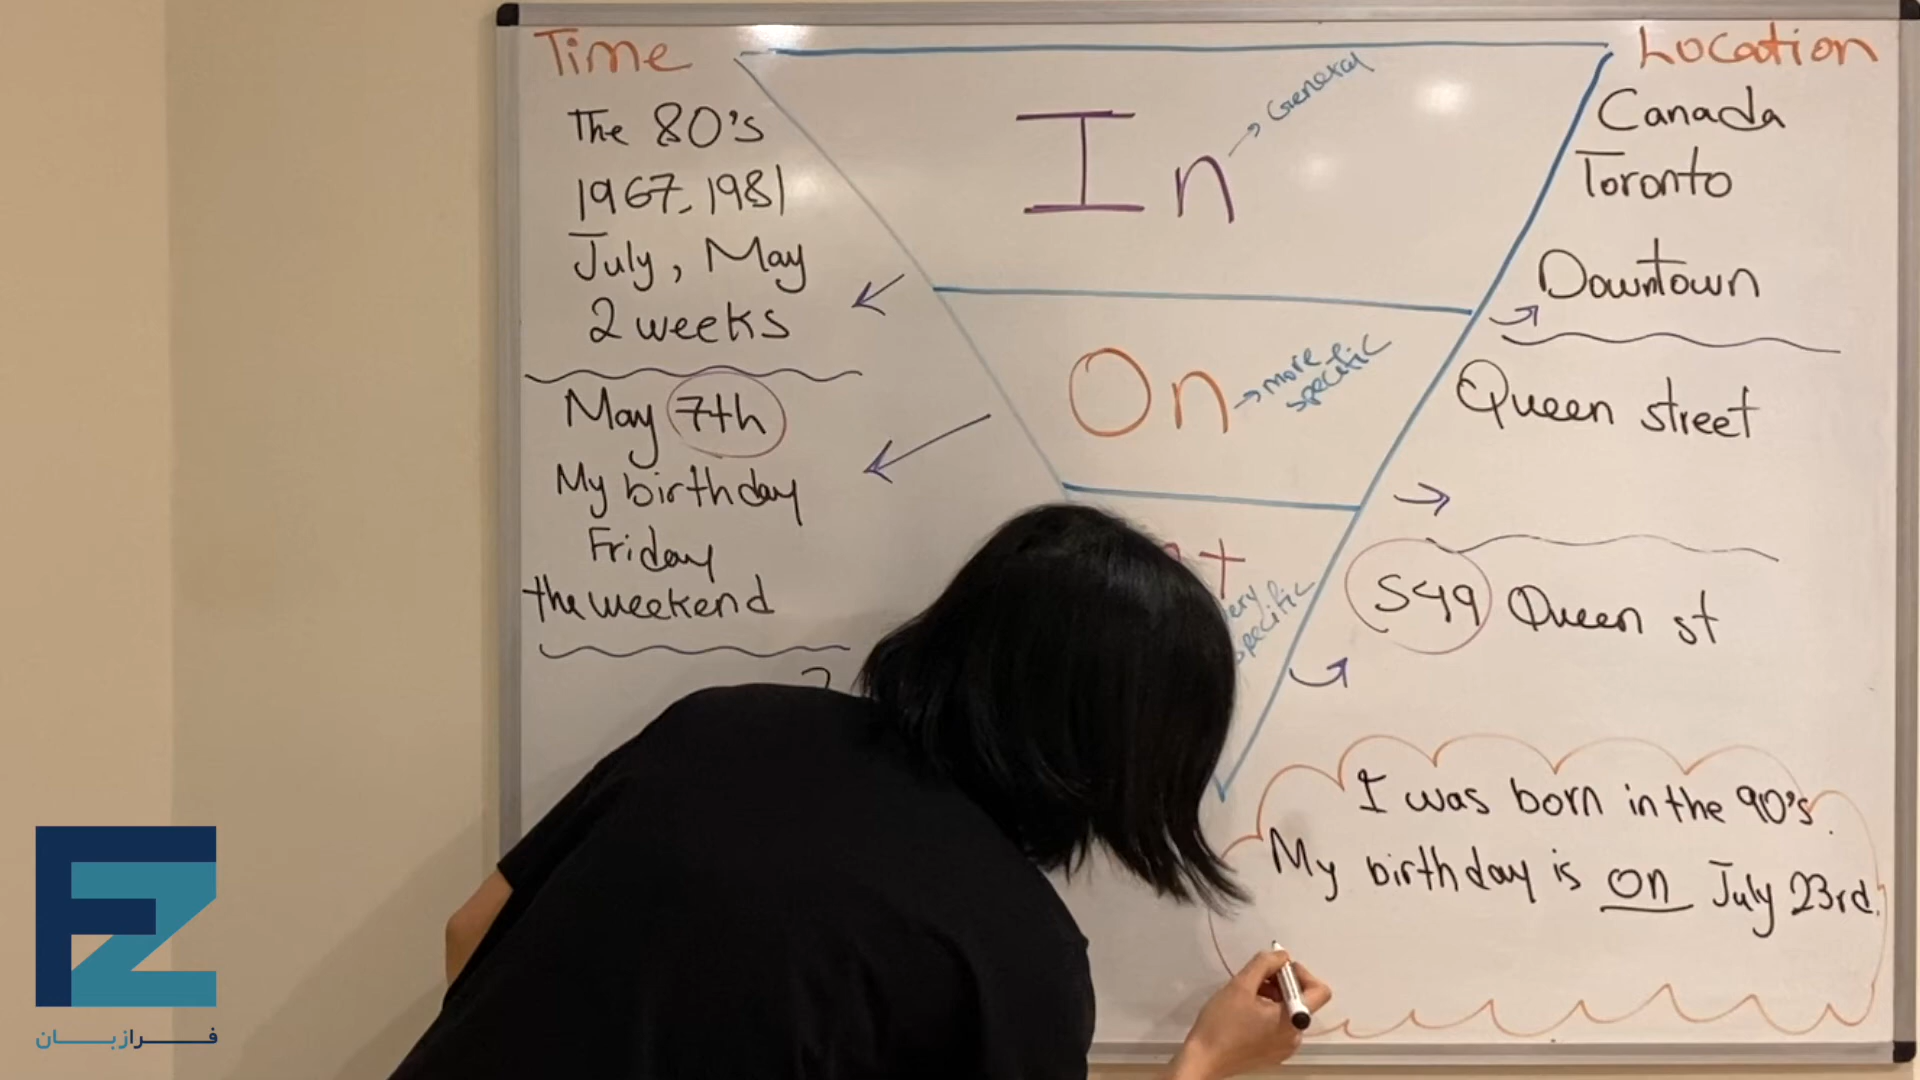 Time
The 80's
1967-1981
July, May
2 weeks
May 7th
My birthday
Friday
the weekend
In → General
On → more specific
specific
Location
Canada
Toronto
Downtown
Queen street
549 Queen st
I was born in the 90's.
My birthday is on July 23rd.
FZ
فرازبان